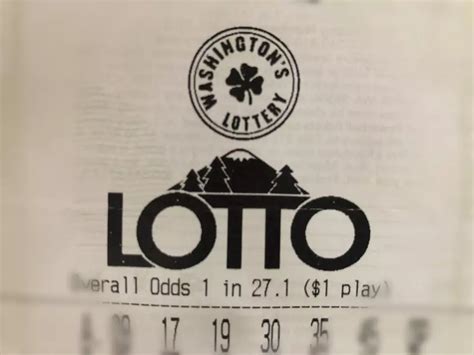 WASHINGTON'S LOTTERY
LOTTO
Overall Odds 1 in 27.1 ($1 play)
17 19 30 35